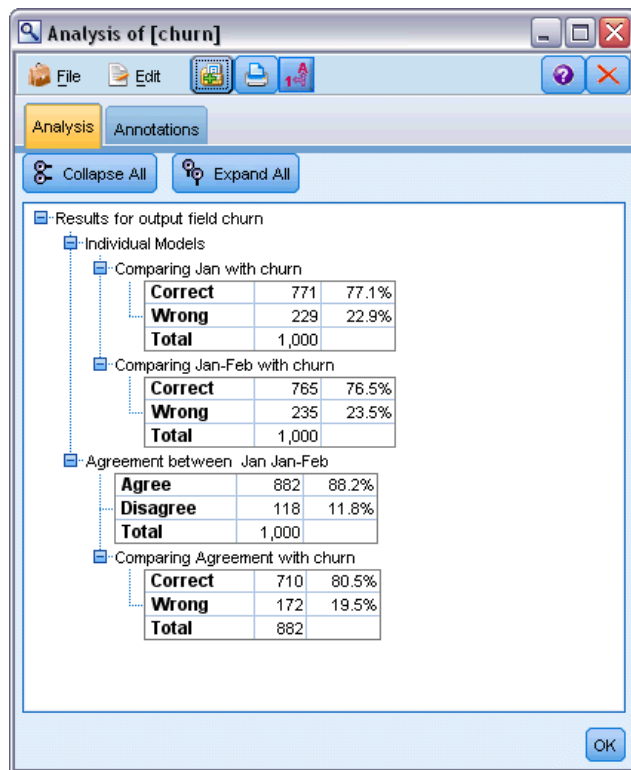 Analysis of [churn]
File Edit
Analysis Annotations
Collapse All Expand All
Results for output field churn
Individual Models
Comparing Jan with churn
Correct 771 77.1%
Wrong 229 22.9%
Total 1,000
Comparing Jan-Feb with churn
Correct 765 76.5%
Wrong 235 23.5%
Total 1,000
Agreement between Jan Jan-Feb
Agree 882 88.2%
Disagree 118 11.8%
Total 1,000
Comparing Agreement with churn
Correct 710 80.5%
Wrong 172 19.5%
Total 882
OK